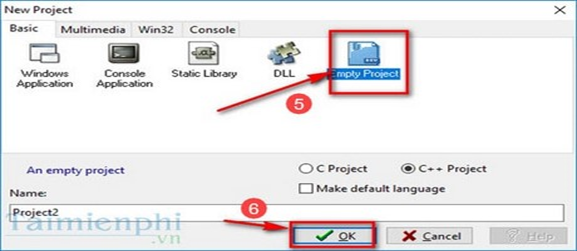 New Project
Basic Multimedia Win32 Console
Windows Application
Console Application
Static Library
DLL
Empty Project
5
An empty project
C Project
C++ Project
Make default language
Name:
Project2
6
OK
Cancel
Help
Taimienphi
.vn